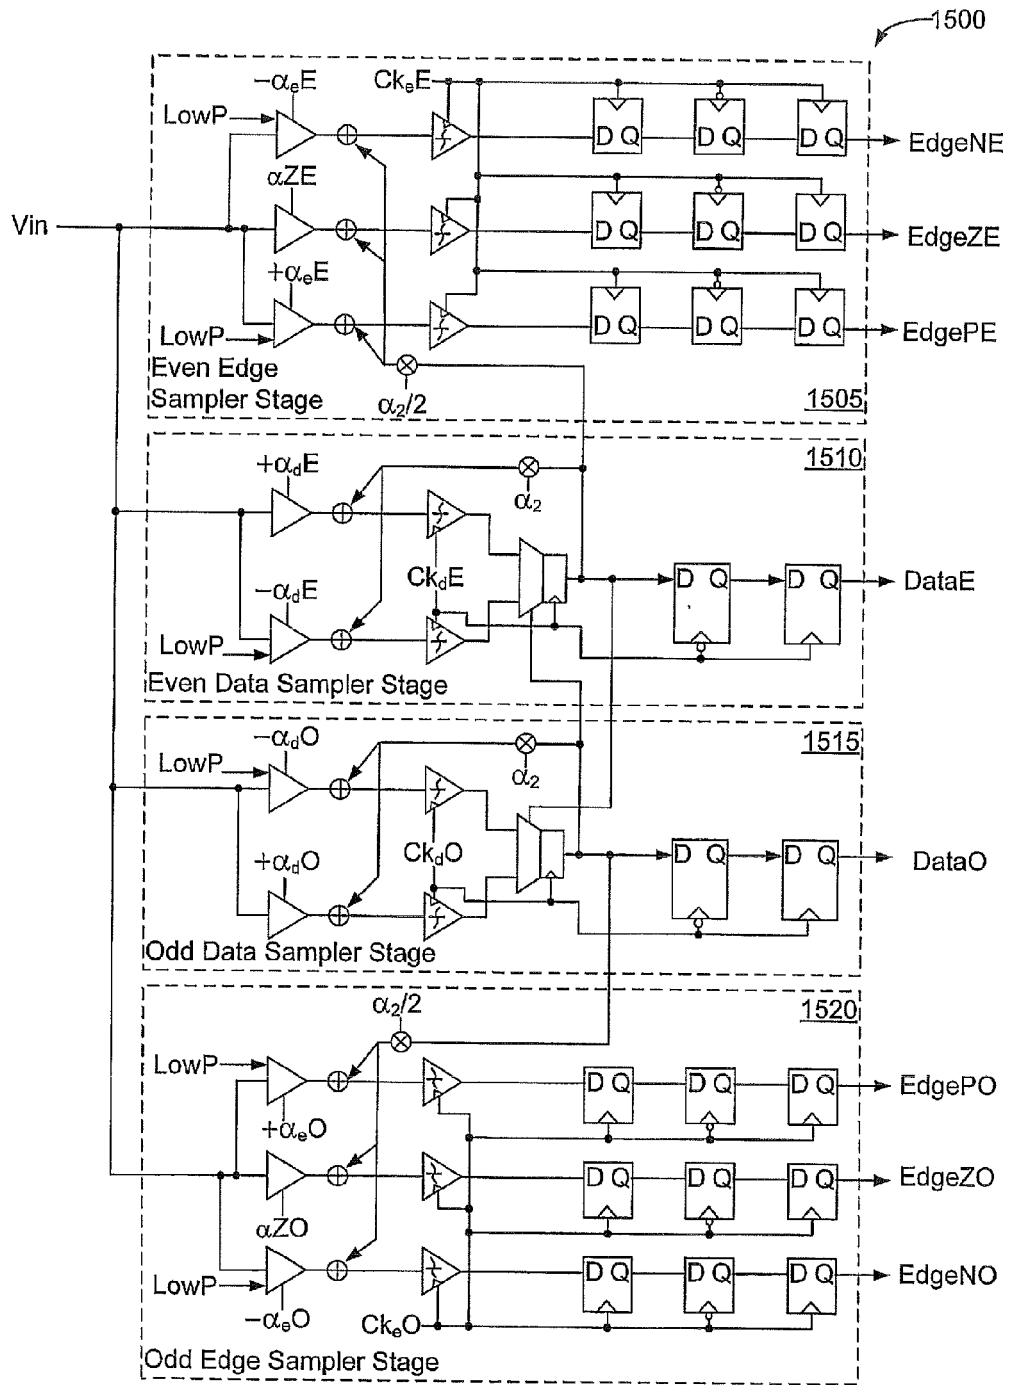 1500
−αeE
CkeE
LowP
D Q
D Q
D Q
EdgeNE
αZE
Vin
D Q
D Q
D Q
EdgeZE
+αeE
D Q
D Q
D Q
EdgePE
LowP
Even Edge
Sampler Stage
α2/2
1505
+αdE
1510
α2
CkdE
D Q
D Q
DataE
−αdE
LowP
Even Data Sampler Stage
−αdO
1515
LowP
α2
CkdO
D Q
D Q
DataO
+αdO
Odd Data Sampler Stage
α2/2
1520
LowP
D Q
D Q
D Q
EdgePO
+αeO
D Q
D Q
D Q
EdgeZO
αZO
D Q
D Q
D Q
EdgeNO
LowP
−αeO
CkeO
Odd Edge Sampler Stage